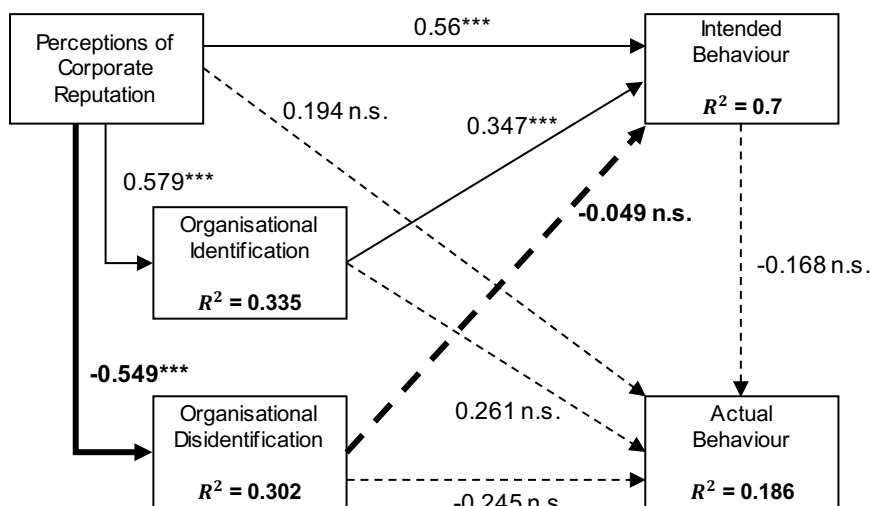 Perceptions of
Corporate
Reputation
0.56***
Intended
Behaviour
R² = 0.7
0.194 n.s.
0.347***
0.579***
-0.049 n.s.
Organisational
Identification
R² = 0.335
-0.168 n.s.
-0.549***
Organisational
Disidentification
R² = 0.302
0.261 n.s.
Actual
Behaviour
R² = 0.186
-0.245 n.s.